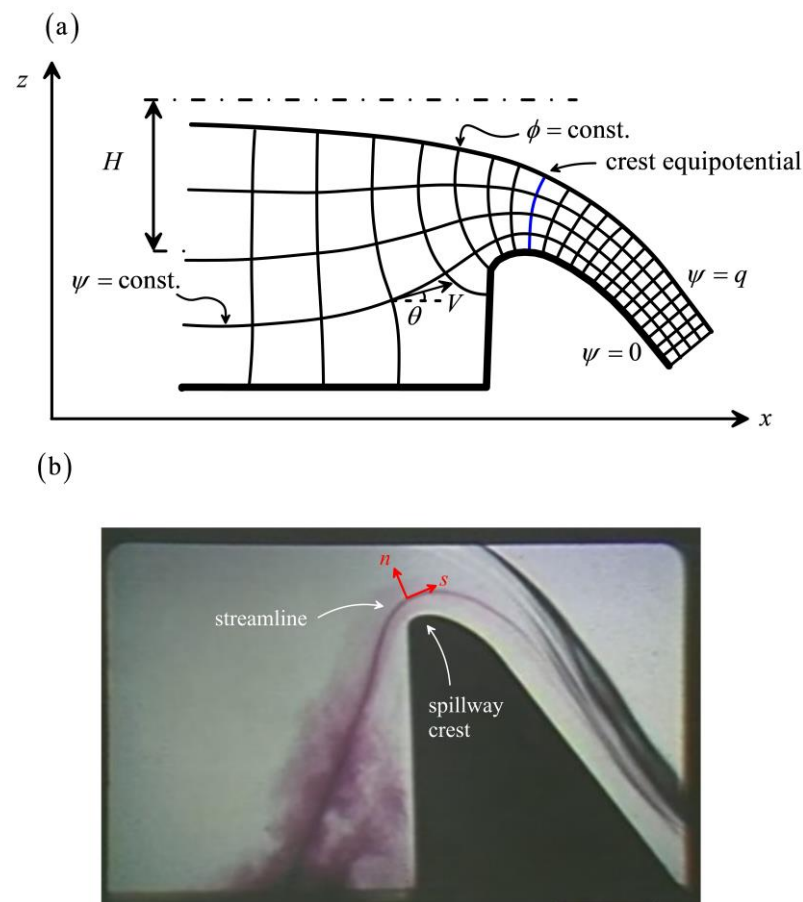 (a)
z
H
ϕ = const.
crest equipotential
ψ = const.
V
θ
ψ = q
ψ = 0
x
(b)
n
s
streamline
spillway
crest